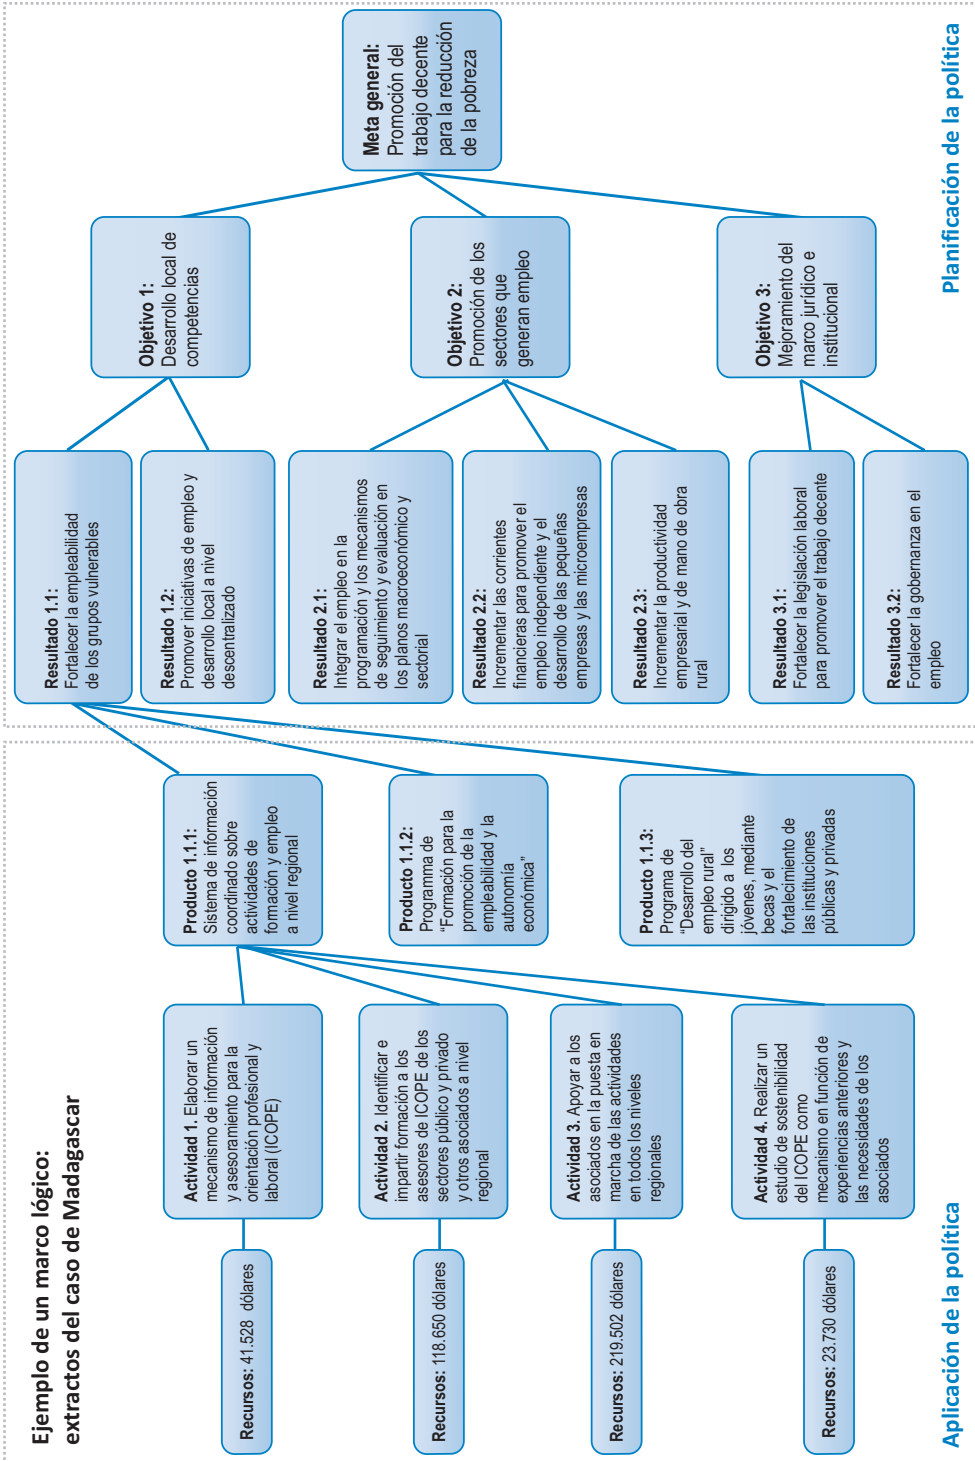 Ejemplo de un marco lógico:
extractos del caso de Madagascar
Meta general:
Promoción del
trabajo decente
para la reducción
de la pobreza
Objetivo 1:
Desarrollo local de
competencias
Objetivo 2:
Promoción de los
sectores que
generan empleo
Objetivo 3:
Mejoramiento del
marco jurídico e
institucional
Resultado 1.1:
Fortalecer la empleabilidad
de los grupos vulnerables
Resultado 1.2:
Promover iniciativas de empleo y
desarrollo local a nivel
descentralizado
Resultado 2.1:
Integrar el empleo en la
programación y los mecanismos
de seguimiento y evaluación en
los planos macroeconómico y
sectorial
Resultado 2.2:
Incrementar las corrientes
financieras para promover el
empleo independiente y el
desarrollo de las pequeñas
empresas y las microempresas
Resultado 2.3:
Incrementar la productividad
empresarial y de mano de obra
rural
Resultado 3.1:
Fortalecer la legislación laboral
para promover el trabajo decente
Resultado 3.2:
Fortalecer la gobernanza en el
empleo
Planificación de la política
Producto 1.1.1:
Sistema de información
coordinado sobre
actividades de
formación y empleo
a nivel regional
Producto 1.1.2:
Programma de
“Formación para la
promoción de la
empleabilidad y la
autonomía
económica”
Producto 1.1.3:
Programa de
“Desarrollo del
empleo rural”
dirigido a los
jóvenes, mediante
becas y el
fortalecimiento de
las instituciones
públicas y privadas
Actividad 1. Elaborar un
mecanismo de información
y asesoramiento para la
orientación profesional y
laboral (ICOPE)
Actividad 2. Identificar e
impartir formación a los
asesores de ICOPE de los
sectores público y privado
y otros asociados a nivel
regional
Actividad 3. Apoyar a los
asociados en la puesta en
marcha de las actividades
en todos los niveles
regionales
Actividad 4. Realizar un
estudio de sostenibilidad
del ICOPE como
mecanismo en función de
experiencias anteriores y
las necesidades de los
asociados
Recursos: 41.528 dólares
Recursos: 118.650 dólares
Recursos: 219.502 dólares
Recursos: 23.730 dólares
Aplicación de la política